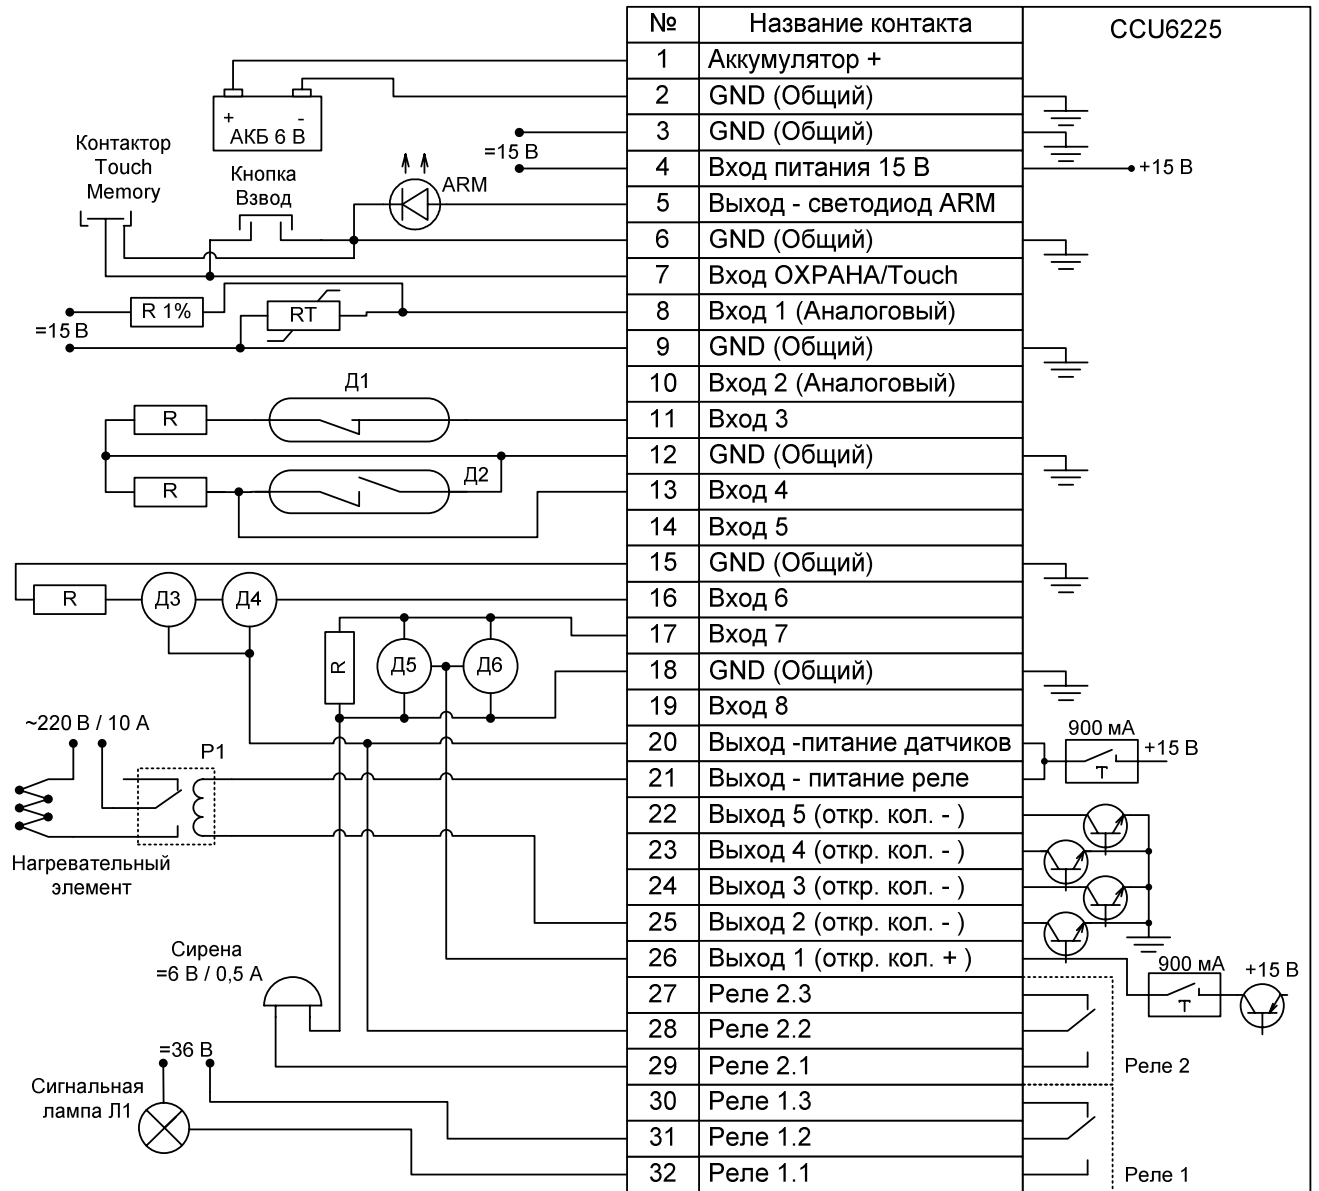 № Название контакта CCU6225
1 Аккумулятор +
2 GND (Общий)
3 GND (Общий)
4 Вход питания 15 В
5 Выход - светодиод ARM
6 GND (Общий)
7 Вход ОХРАНА/Touch
8 Вход 1 (Аналоговый)
9 GND (Общий)
10 Вход 2 (Аналоговый)
11 Вход 3
12 GND (Общий)
13 Вход 4
14 Вход 5
15 GND (Общий)
16 Вход 6
17 Вход 7
18 GND (Общий)
19 Вход 8
20 Выход -питание датчиков
21 Выход - питание реле
22 Выход 5 (откр. кол. - )
23 Выход 4 (откр. кол. - )
24 Выход 3 (откр. кол. - )
25 Выход 2 (откр. кол. - )
26 Выход 1 (откр. кол. + )
27 Реле 2.3
28 Реле 2.2
29 Реле 2.1
30 Реле 1.3
31 Реле 1.2
32 Реле 1.1
+ -
АКБ 6 В
Контактор
Touch
Memory
Кнопка
Взвод
ARM
=15 В
R 1%
RT
=15 В
Д1
R
Д2
R
R
Д3
Д4
R
Д5
Д6
~220 В / 10 А
P1
Нагревательный
элемент
Сирена
=6 В / 0,5 А
=36 В
Сигнальная
лампа Л1
+15 В
900 мА
+15 В
Т
900 мА
+15 В
Т
Реле 2
Реле 1